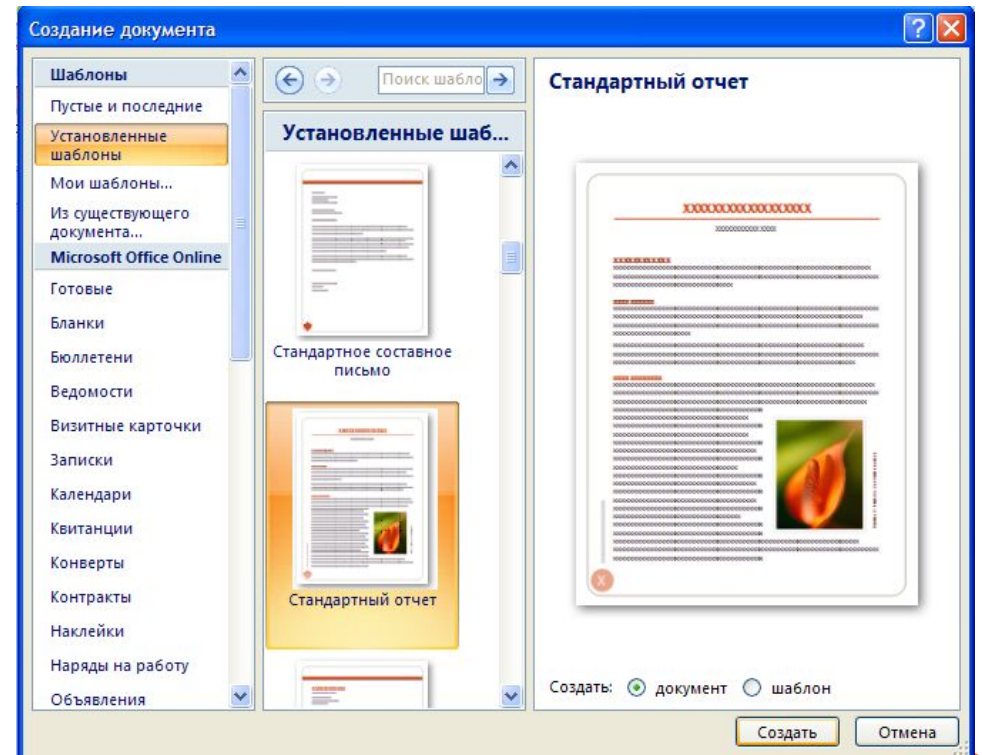 Создание документа
Шаблоны
Пустые и последние
Установленные
шаблоны
Мои шаблоны...
Из существующего
документа...
Microsoft Office Online
Готовые
Бланки
Бюллетени
Ведомости
Визитные карточки
Записки
Календари
Квитанции
Конверты
Контракты
Наклейки
Наряды на работу
Объявления
Поиск шабло
Установленные шаб...
Стандартное составное
письмо
Стандартный отчет
Стандартный отчет
Создать: документ шаблон
Создать Отмена